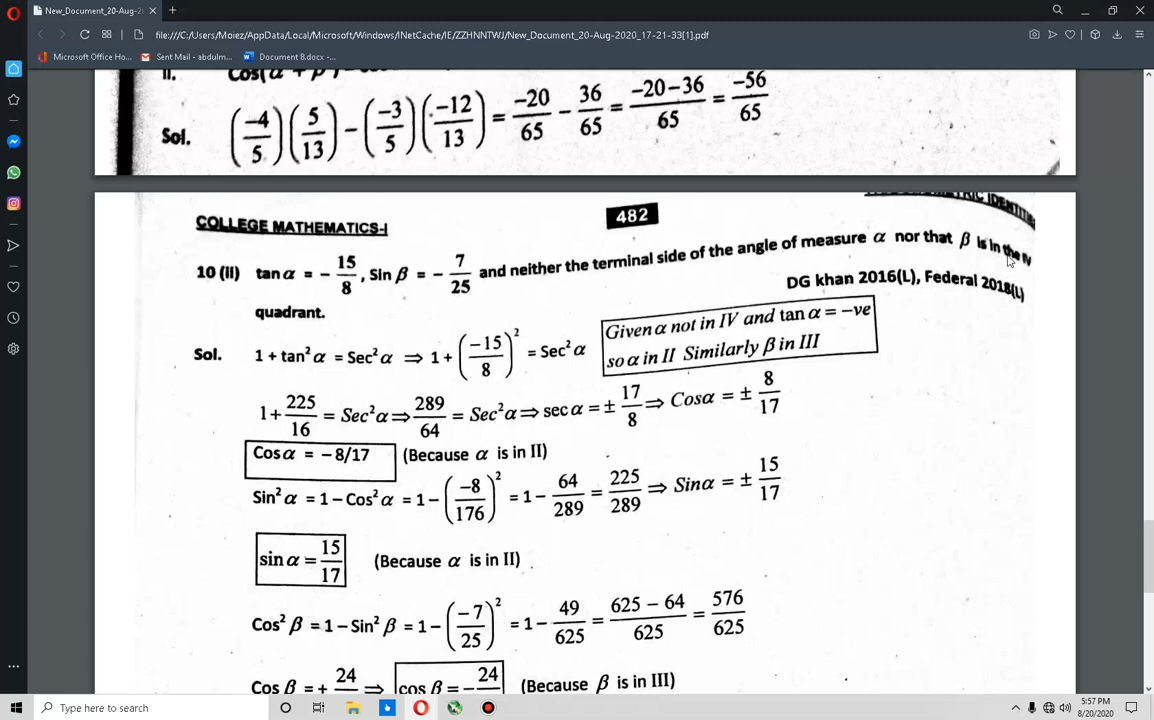 New_Document_20-Aug-2
file:///C:/Users/Moiez/AppData/Local/Microsoft/Windows/INetCache/IE/ZZHNNTWJ/New_Document_20-Aug-2020_17-21-33[1].pdf
Microsoft Office Ho...
Sent Mail - abdulm...
Document 8.docx -...
II.
Sol. (-4/5)(5/13) − (-3/5)(-12/13) = -20/65 − 36/65 = -20−36/65 = -56/65
COLLEGE MATHEMATICS-I
482
10 (ii) tan α = − 15/8 , Sin β = − 7/25 and neither the terminal side of the angle of measure α nor that β is in the IV
quadrant.
DG khan 2016(L), Federal 2018(L)
Sol. 1 + tan² α = Sec² α ⇒ 1 + (−15/8)² = Sec² α
Given α not in IV and tan α = −ve
so α in II Similarly β in III
1 + 225/16 = Sec²α ⇒ 289/64 = Sec²α ⇒ sec α = ± 17/8 ⇒ Cosα = ± 8/17
Cos α = − 8/17 (Because α is in II)
Sin² α = 1 − Cos² α = 1 − (−8/176)² = 1 − 64/289 = 225/289 ⇒ Sinα = ± 15/17
sin α = 15/17 (Because α is in II)
Cos² β = 1 − Sin² β = 1 − (−7/25)² = 1 − 49/625 = 625 − 64/625 = 576/625
Cos β = + 24 ⇒ cos β = − 24 (Because β is in III)
Type here to search
5:57 PM
8/20/2020